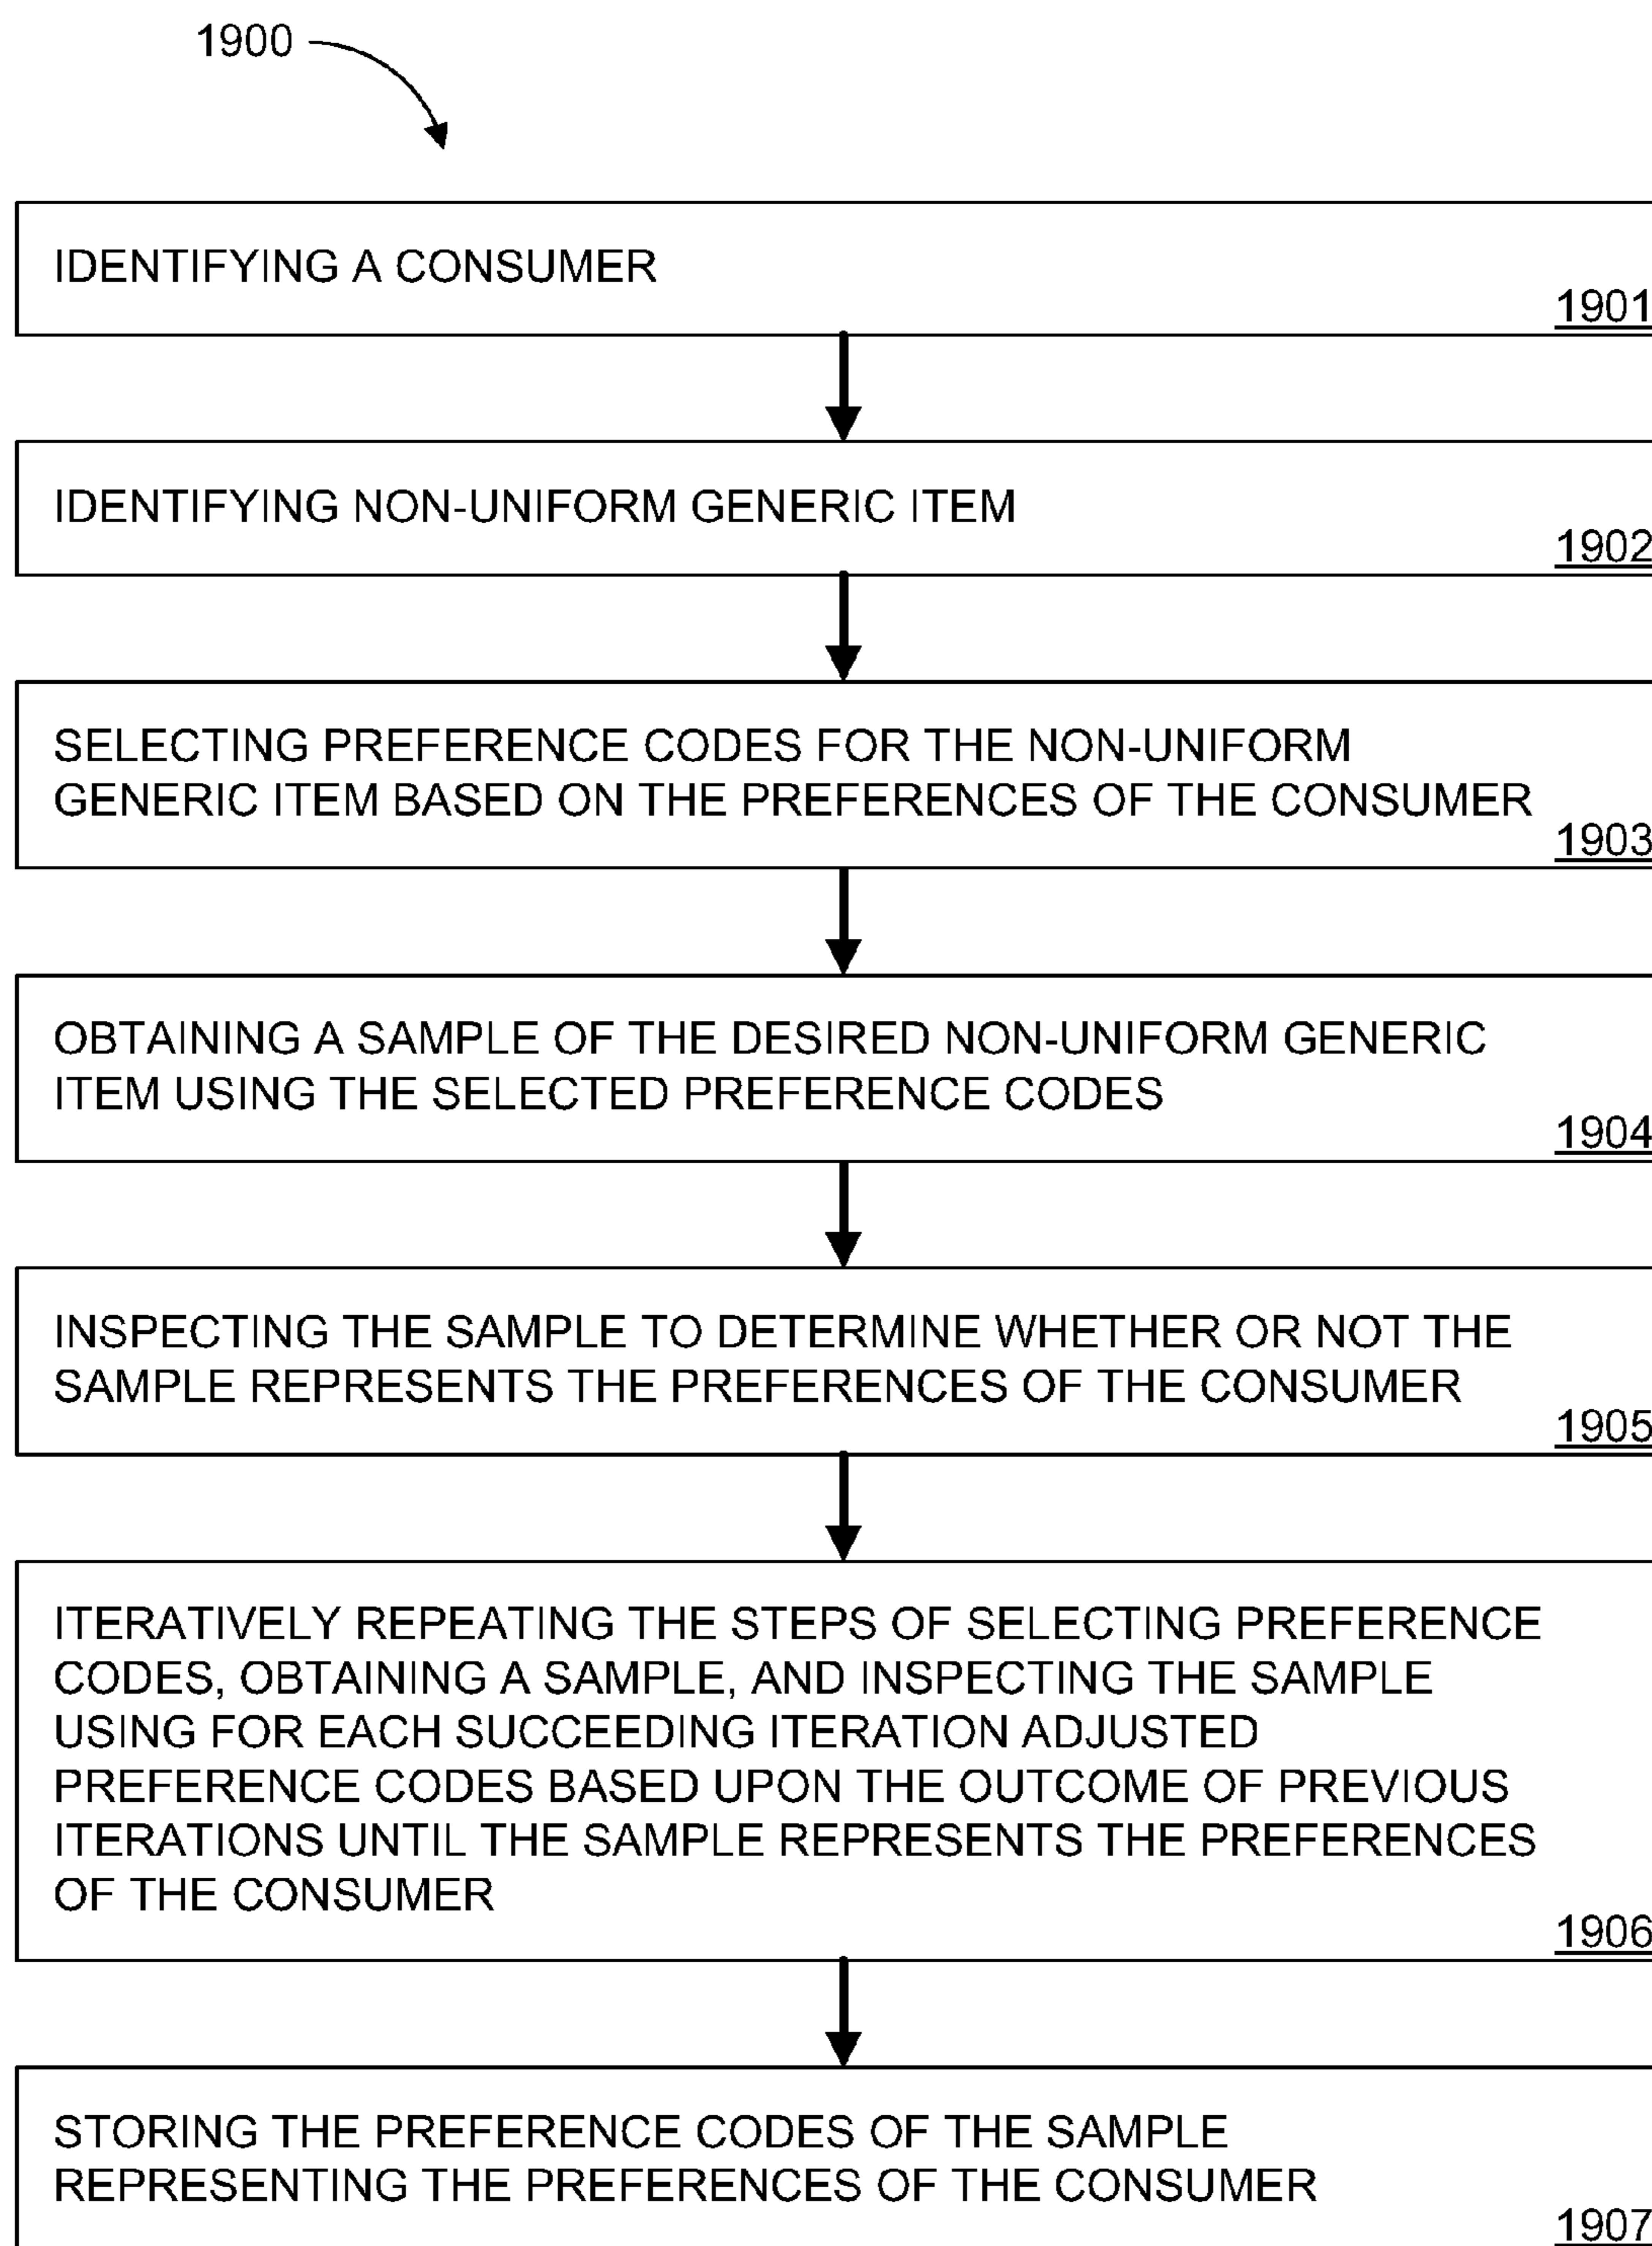 1900
IDENTIFYING A CONSUMER
1901
IDENTIFYING NON-UNIFORM GENERIC ITEM
1902
SELECTING PREFERENCE CODES FOR THE NON-UNIFORM
GENERIC ITEM BASED ON THE PREFERENCES OF THE CONSUMER
1903
OBTAINING A SAMPLE OF THE DESIRED NON-UNIFORM GENERIC
ITEM USING THE SELECTED PREFERENCE CODES
1904
INSPECTING THE SAMPLE TO DETERMINE WHETHER OR NOT THE
SAMPLE REPRESENTS THE PREFERENCES OF THE CONSUMER
1905
ITERATIVELY REPEATING THE STEPS OF SELECTING PREFERENCE
CODES, OBTAINING A SAMPLE, AND INSPECTING THE SAMPLE
USING FOR EACH SUCCEEDING ITERATION ADJUSTED
PREFERENCE CODES BASED UPON THE OUTCOME OF PREVIOUS
ITERATIONS UNTIL THE SAMPLE REPRESENTS THE PREFERENCES
OF THE CONSUMER
1906
STORING THE PREFERENCE CODES OF THE SAMPLE
REPRESENTING THE PREFERENCES OF THE CONSUMER
1907